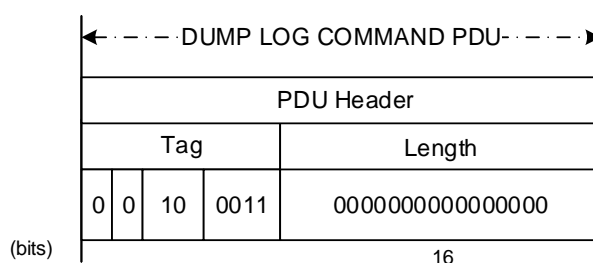 DUMP LOG COMMAND PDU
PDU Header
Tag Length
0 0 10 0011 0000000000000000
(bits) 16